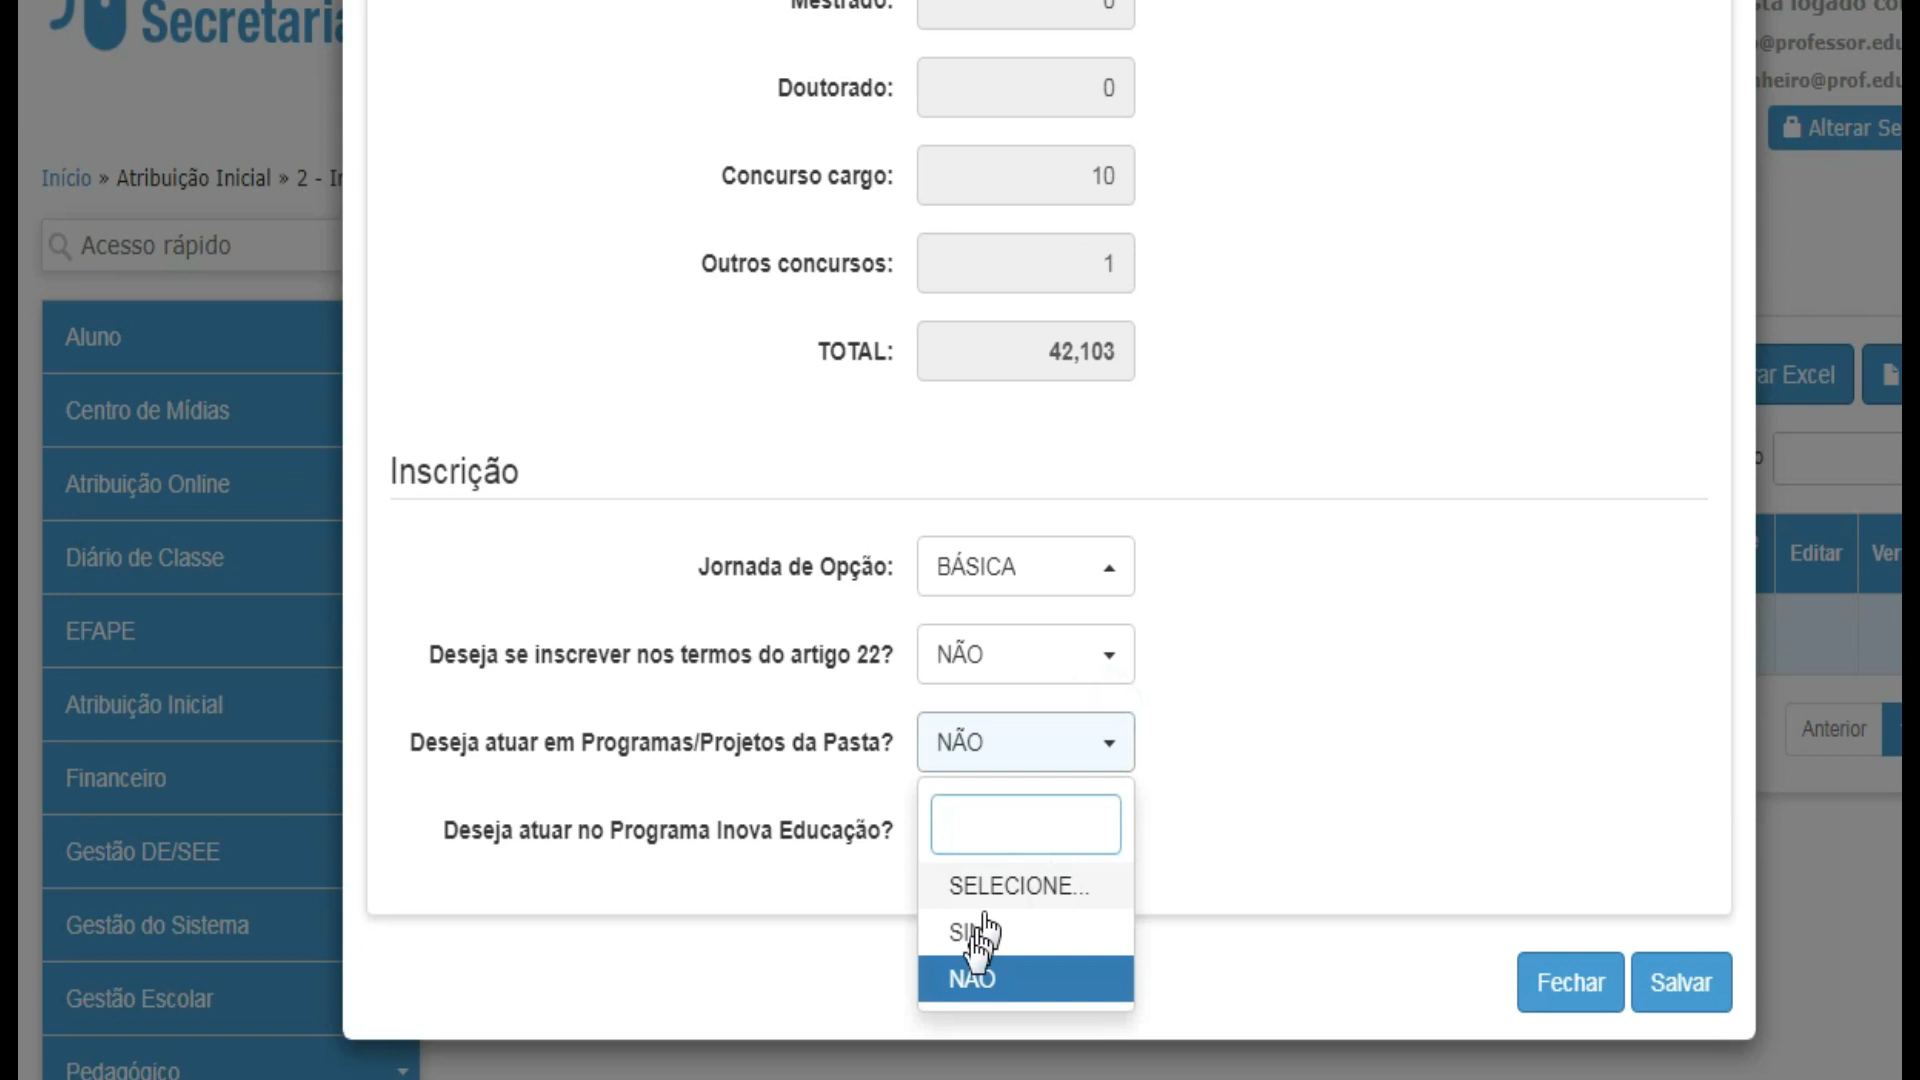 Mestrado: 0
Secretaria
@professor.edu
Doutorado: 0
nheiro@prof.edu
Alterar Se
Início » Atribuição Inicial » 2 - In
Concurso cargo: 10
Acesso rápido
Outros concursos: 1
Aluno
TOTAL: 42,103
ar Excel
Centro de Mídias
Inscrição
Atribuição Online
Editar
Ver
Diário de Classe
Jornada de Opção: BÁSICA
EFAPE
Deseja se inscrever nos termos do artigo 22? NÃO
Atribuição Inicial
Deseja atuar em Programas/Projetos da Pasta? NÃO
Anterior
Financeiro
Deseja atuar no Programa Inova Educação?
Gestão DE/SEE
SELECIONE...
Gestão do Sistema
NÃO
Fechar
Salvar
Gestão Escolar
Pedagógico